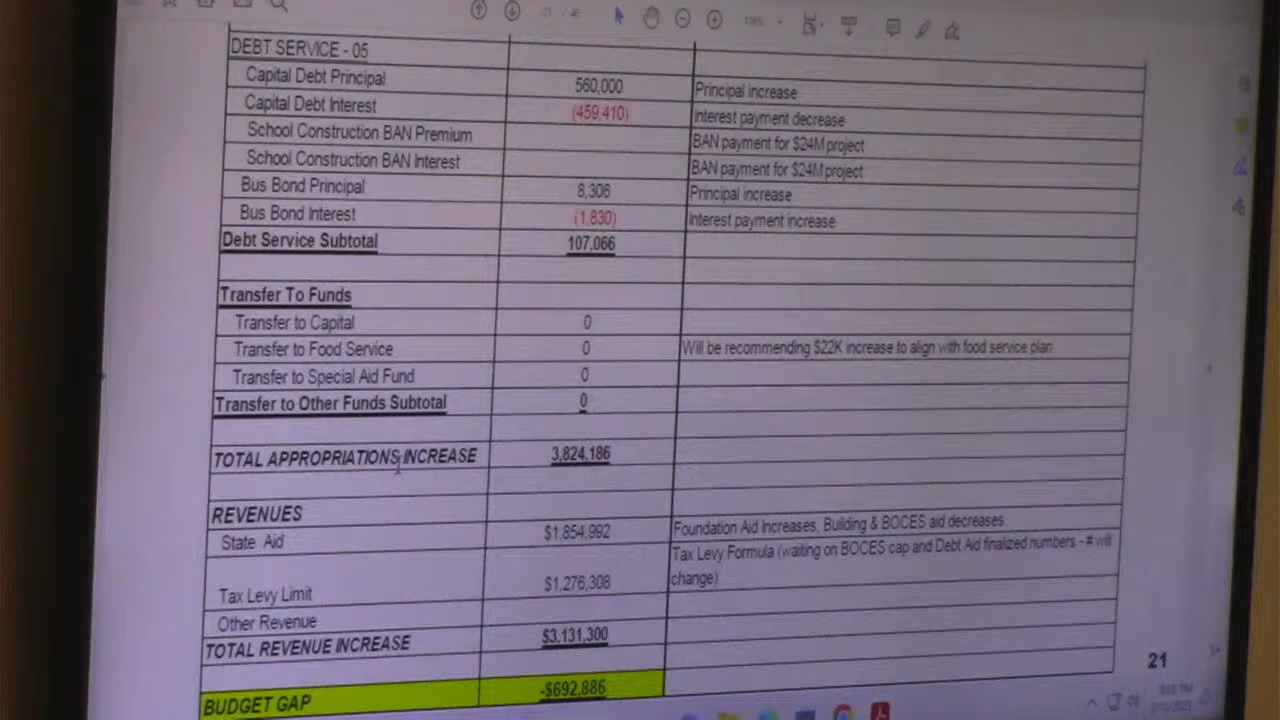 DEBT SERVICE - 05
Capital Debt Principal 560,000 Principal increase
Capital Debt Interest (459,410) Interest payment decrease
School Construction BAN Premium BAN payment for $24M project
School Construction BAN Interest BAN payment for $24M project
Bus Bond Principal 8,306 Principal increase
Bus Bond Interest (1,830) Interest payment increase
Debt Service Subtotal 107,066
Transfer To Funds
Transfer to Capital 0
Transfer to Food Service 0 Will be recommending $22K increase to align with food service plan
Transfer to Special Aid Fund 0
Transfer to Other Funds Subtotal 0
TOTAL APPROPRIATIONS INCREASE 3,824,186
REVENUES
State Aid $1,854,992 Foundation Aid Increases, Building & BOCES aid decreases
Tax Levy Formula (waiting on BOCES cap and Debt Aid finalized numbers - # will
Tax Levy Limit $1,276,308 change)
Other Revenue
TOTAL REVENUE INCREASE $3,131,300
BUDGET GAP -$692,886
21